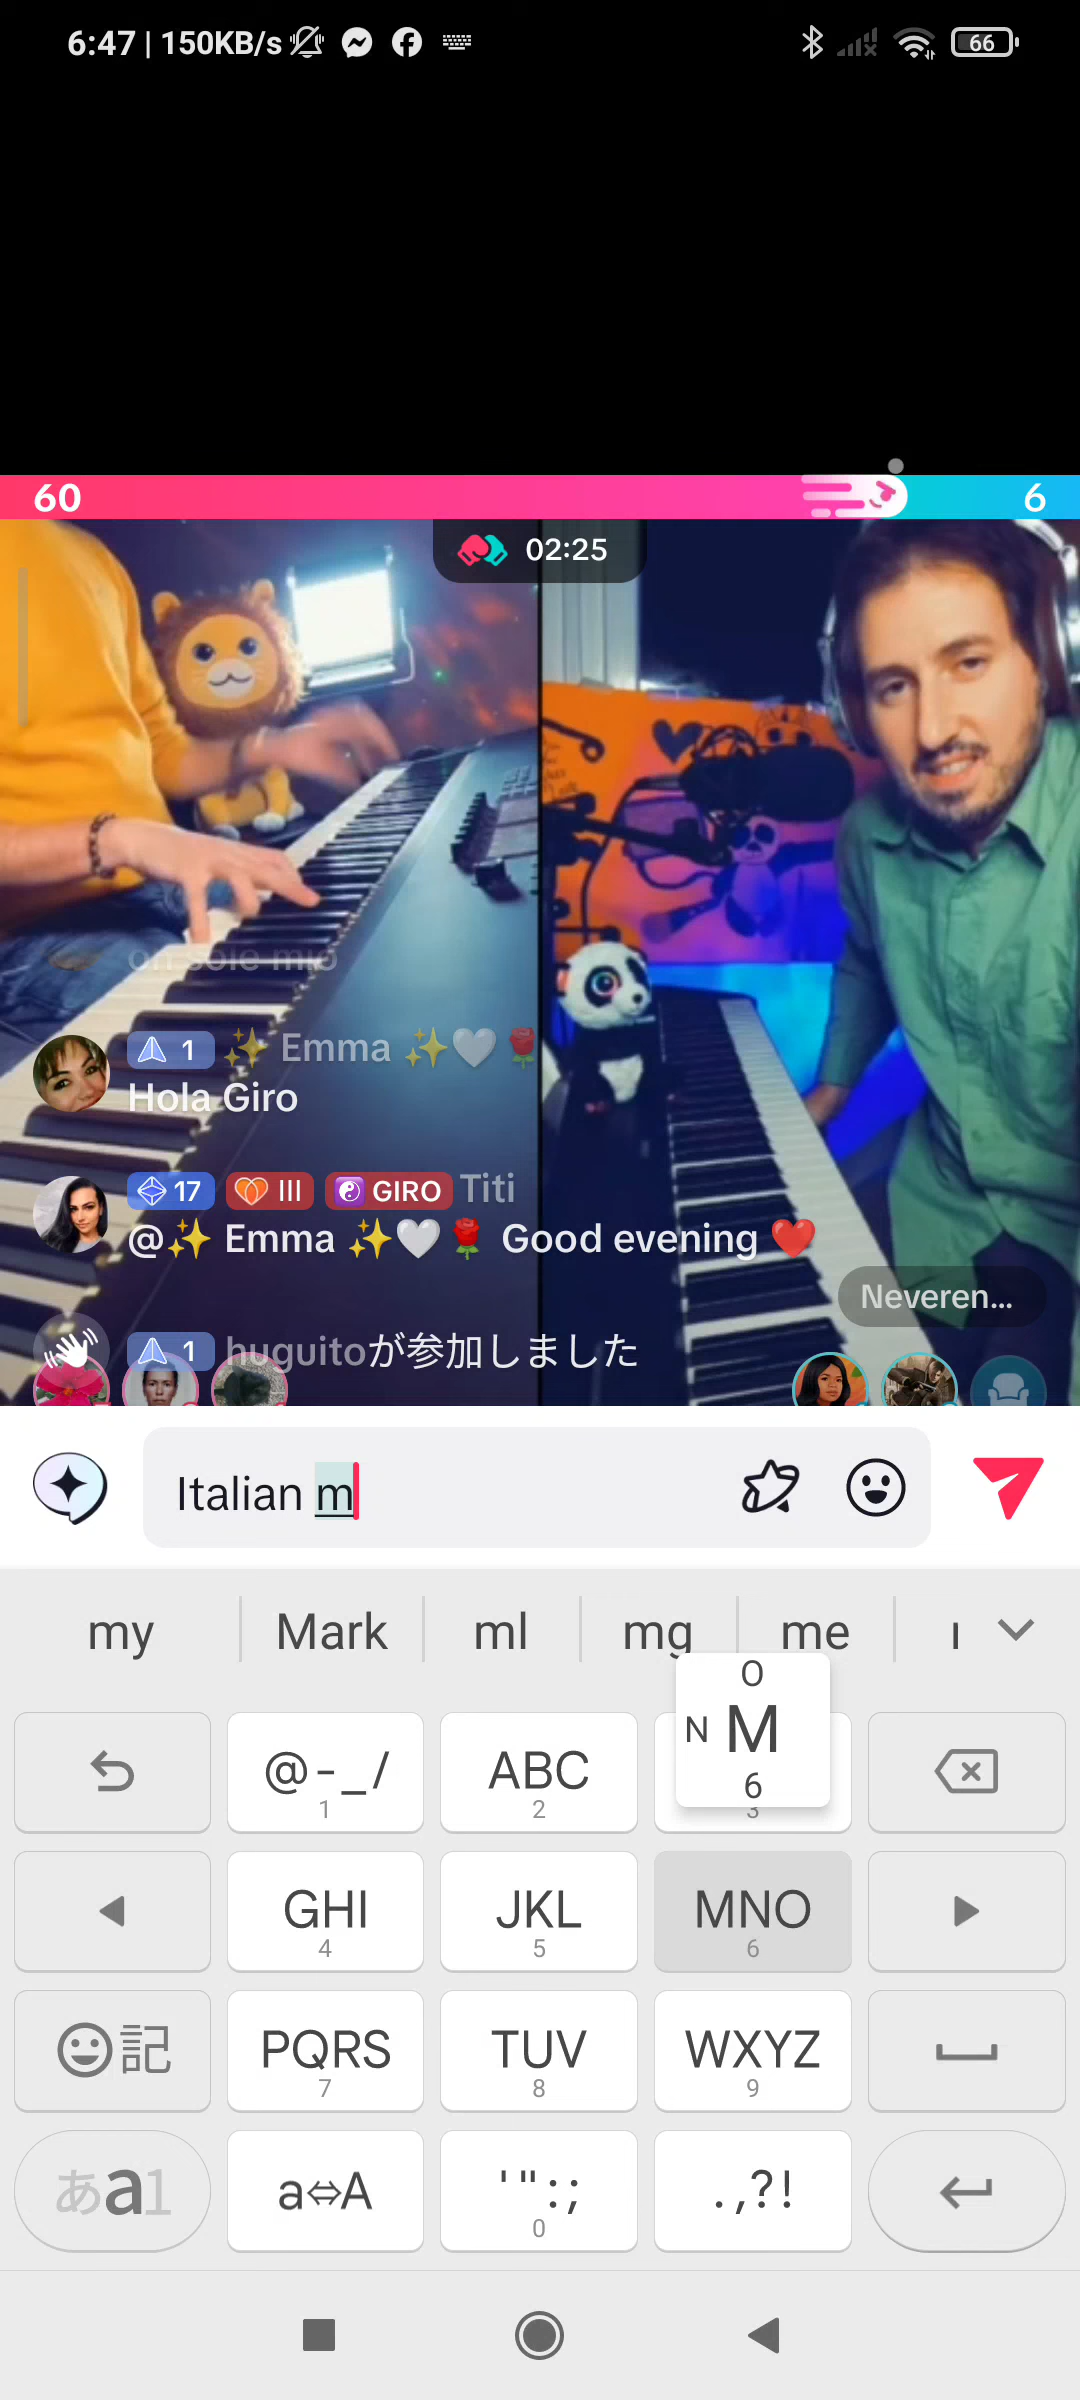 6:47 | 150KB/s
66
60
6
02:25
on sole mio
1 ✨ Emma ✨🤍🌹
Hola Giro
17 III GIRO Titi
@✨ Emma ✨🤍🌹 Good evening ❤️
Neveren...
1 huguitoが参加しました
Italian m
my Mark ml mg me
O
N M
6
@-_/ ABC
1 2 3
GHI JKL MNO
4 5 6
記 PQRS TUV WXYZ
7 8 9
あa1 a⇔A '":; .,?!
0